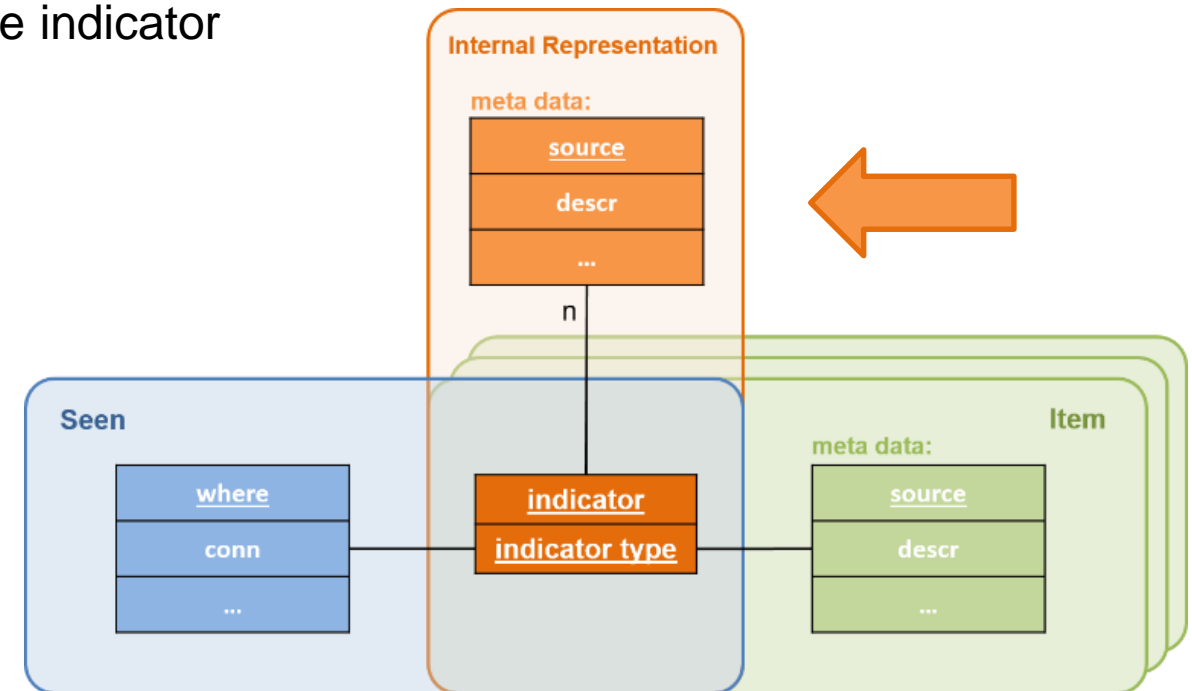 e indicator
Internal Representation
meta data:
source
descr
...
n
Seen
Item
meta data:
where
conn
...
indicator
indicator type
source
descr
...